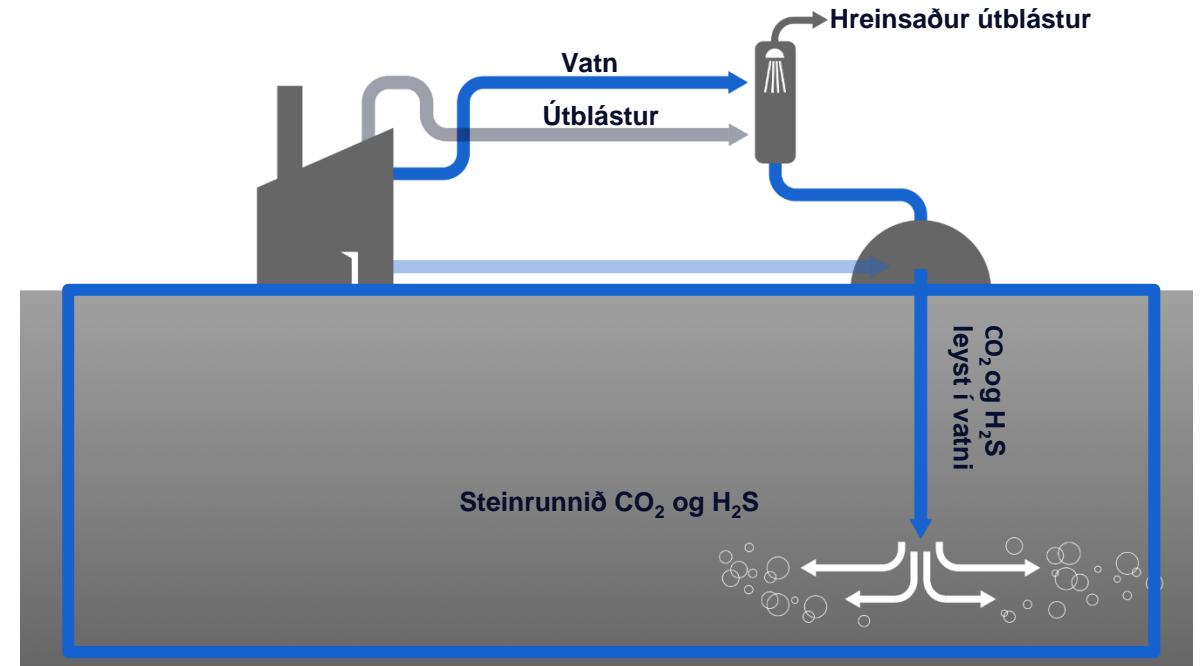 Hreinsaður útblástur
Vatn
Útblástur
CO₂ og H₂S
leyst í vatni
Steinrunnið CO₂ og H₂S